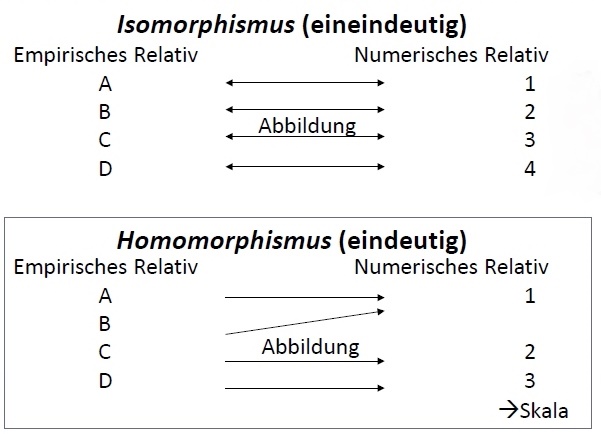 Isomorphismus (eineindeutig)
Empirisches Relativ Numerisches Relativ
A 1
B 2
Abbildung
C 3
D 4
Homomorphismus (eindeutig)
Empirisches Relativ Numerisches Relativ
A 1
B
C Abbildung 2
D 3
→Skala